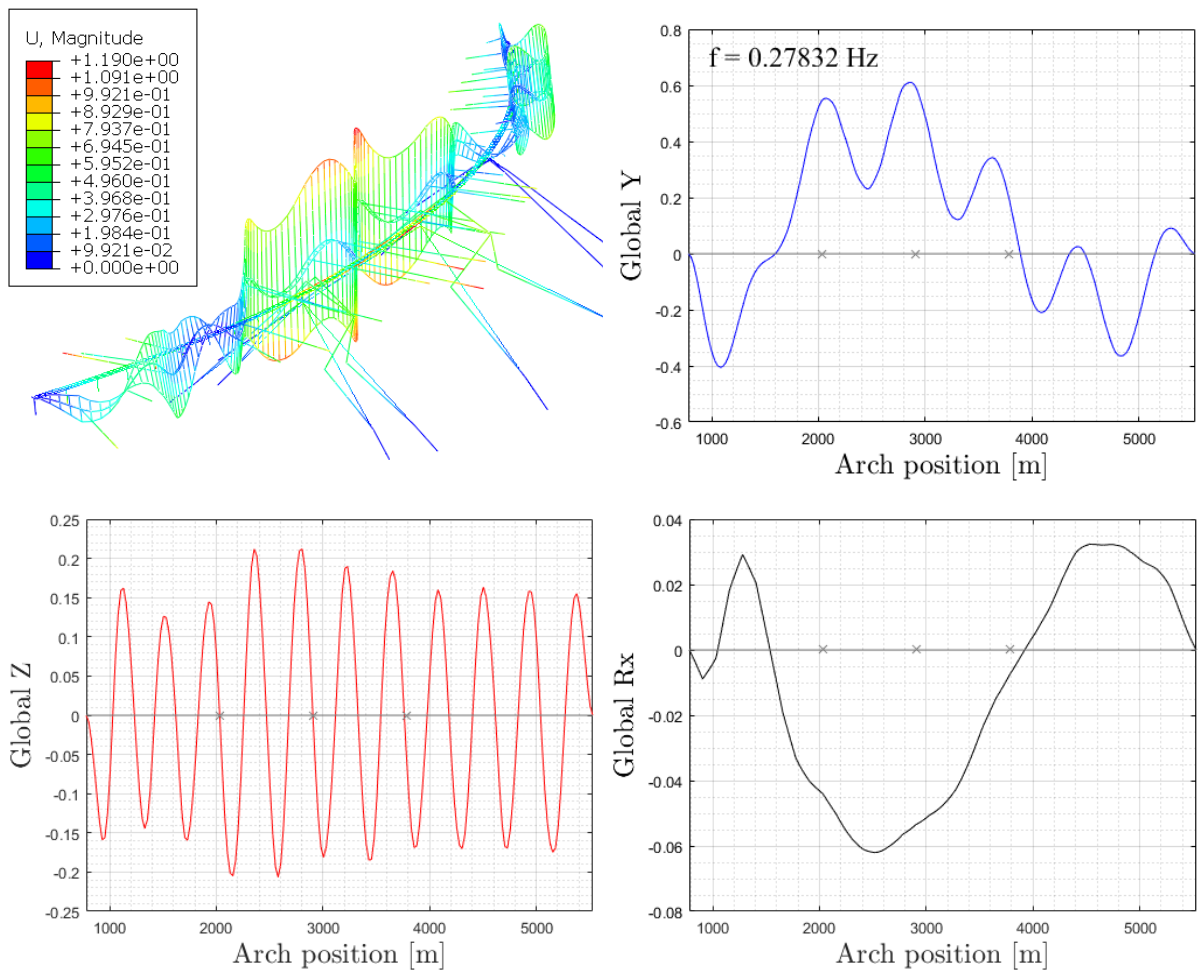 U, Magnitude
+1.190e+00
+1.091e+00
+9.921e-01
+8.929e-01
+7.937e-01
+6.945e-01
+5.952e-01
+4.960e-01
+3.968e-01
+2.976e-01
+1.984e-01
+9.921e-02
+0.000e+00
f = 0.27832 Hz
0.8
0.6
0.4
0.2
0
-0.2
-0.4
-0.6
Global Y
1000
2000
3000
4000
5000
Arch position [m]
0.25
0.2
0.15
0.1
0.05
0
-0.05
-0.1
-0.15
-0.2
-0.25
Global Z
1000
2000
3000
4000
5000
Arch position [m]
0.04
0.02
0
-0.02
-0.04
-0.06
-0.08
Global Rx
1000
2000
3000
4000
5000
Arch position [m]